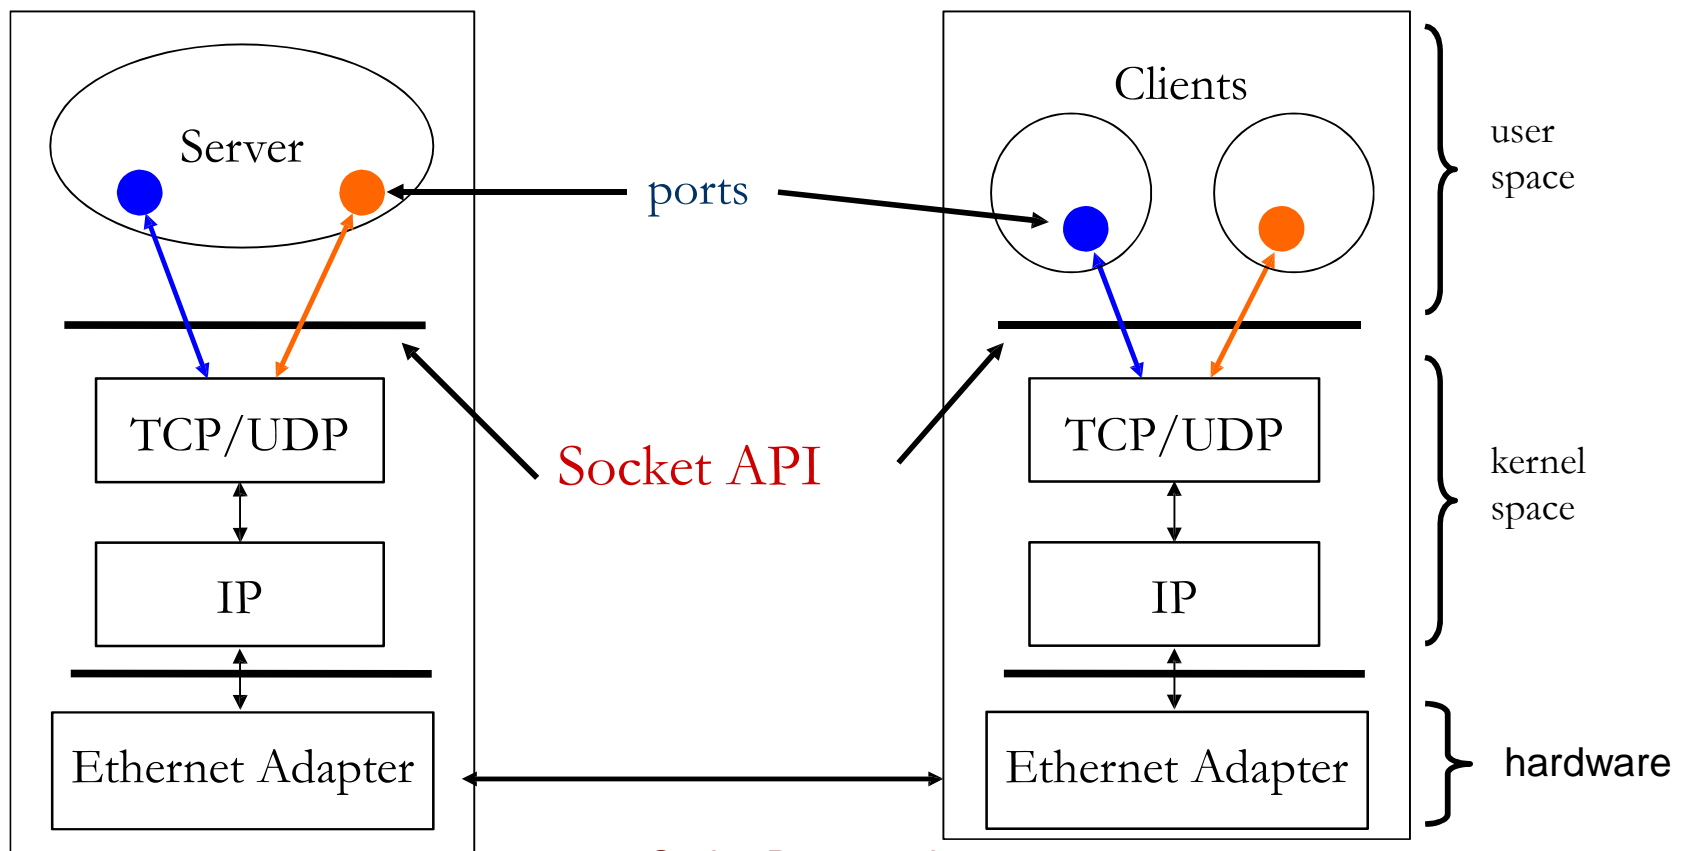 Server
Clients
ports
user
space
Socket API
TCP/UDP
TCP/UDP
kernel
space
IP
IP
Ethernet Adapter
Ethernet Adapter
hardware